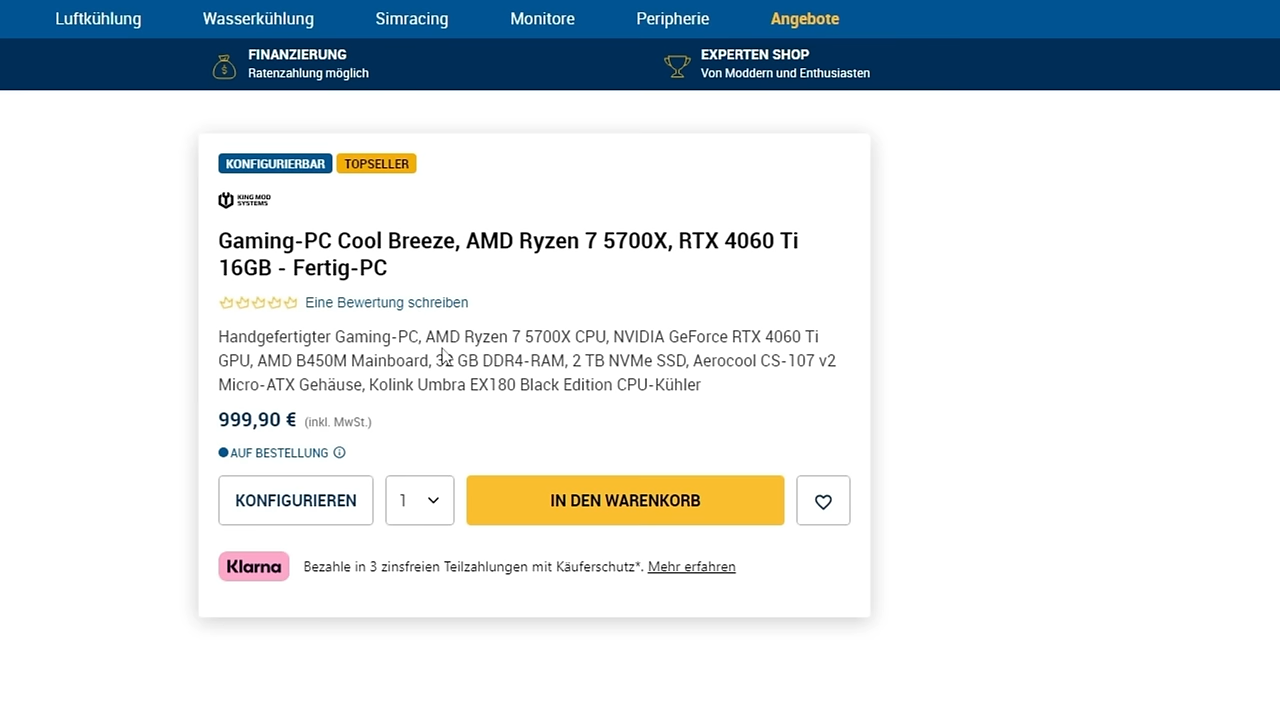 Luftkühlung Wasserkühlung Simracing Monitore Peripherie Angebote
FINANZIERUNG
Ratenzahlung möglich
EXPERTEN SHOP
Von Moddern und Enthusiasten
KONFIGURIERBAR TOPSELLER
KING MOD
SYSTEMS
Gaming-PC Cool Breeze, AMD Ryzen 7 5700X, RTX 4060 Ti
16GB - Fertig-PC
Eine Bewertung schreiben
Handgefertigter Gaming-PC, AMD Ryzen 7 5700X CPU, NVIDIA GeForce RTX 4060 Ti
GPU, AMD B450M Mainboard, 32 GB DDR4-RAM, 2 TB NVMe SSD, Aerocool CS-107 v2
Micro-ATX Gehäuse, Kolink Umbra EX180 Black Edition CPU-Kühler
999,90 € (inkl. MwSt.)
AUF BESTELLUNG
KONFIGURIEREN 1 IN DEN WARENKORB
Klarna Bezahle in 3 zinsfreien Teilzahlungen mit Käuferschutz*. Mehr erfahren